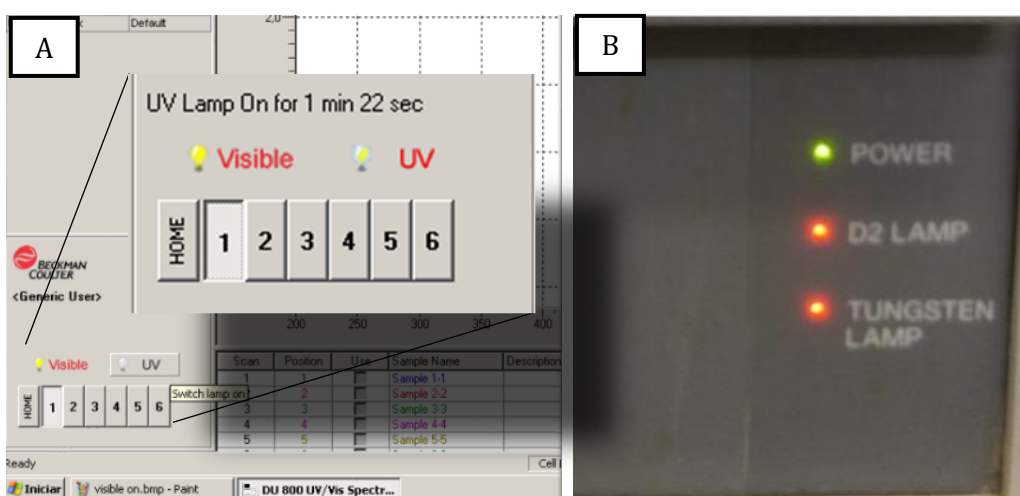 A
Default
2,0
UV Lamp On for 1 min 22 sec
Visible UV
HOME 1 2 3 4 5 6
BECKMAN
COULTER
<Generic User>
200 250 300 350 400
Visible UV
Switch lamp on
HOME 1 2 3 4 5 6
Scan Position Use Sample Name Description
1 1 Sample 1-1
2 2 Sample 2-2
3 3 Sample 3-3
4 4 Sample 4-4
5 5 Sample 5-5
Ready
Cell
Iniciar visible on.bmp - Paint DU 800 UV/Vis Spectr...
B
POWER
D2 LAMP
TUNGSTEN
LAMP